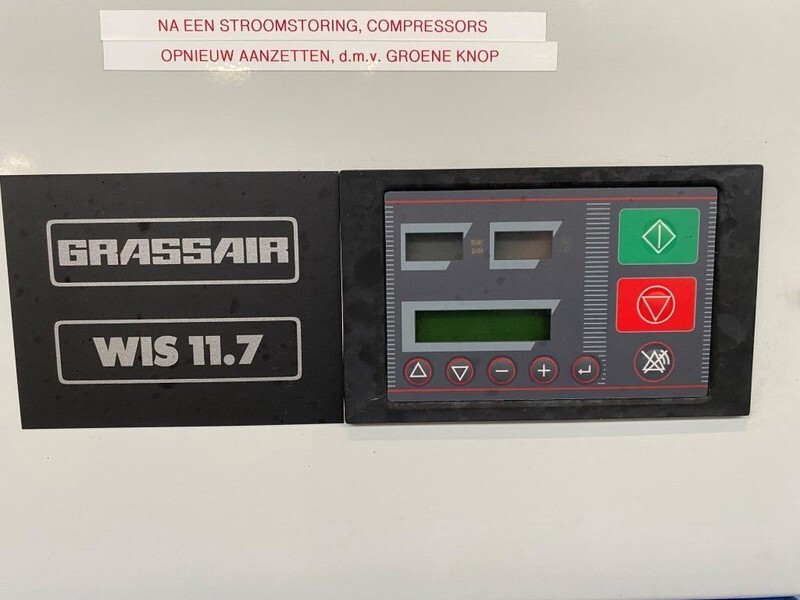 NA EEN STROOMSTORING, COMPRESSORS
OPNIEUW AANZETTEN, d.m.v. GROENE KNOP
GRASSAIR
WIS 11.7
bar
psi